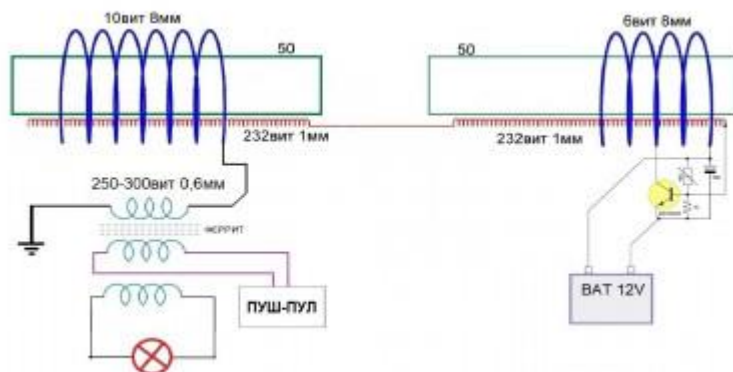 10вит 8мм
6вит 8мм
50
50
232вит 1мм
232вит 1мм
250-300вит 0,6мм
ФЕРРИТ
ПУШ-ПУЛ
BAT 12V